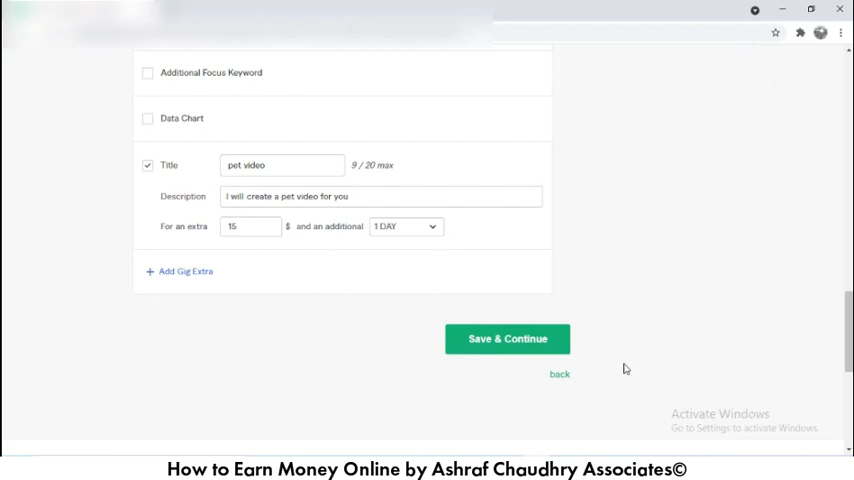 Additional Focus Keyword
Data Chart
Title pet video 9 / 20 max
Description I will create a pet video for you
For an extra 15 $ and an additional 1 DAY
+ Add Gig Extra
Save & Continue
back
Activate Windows
Go to Settings to activate Windows.
How to Earn Money Online by Ashraf Chaudhry Associates©